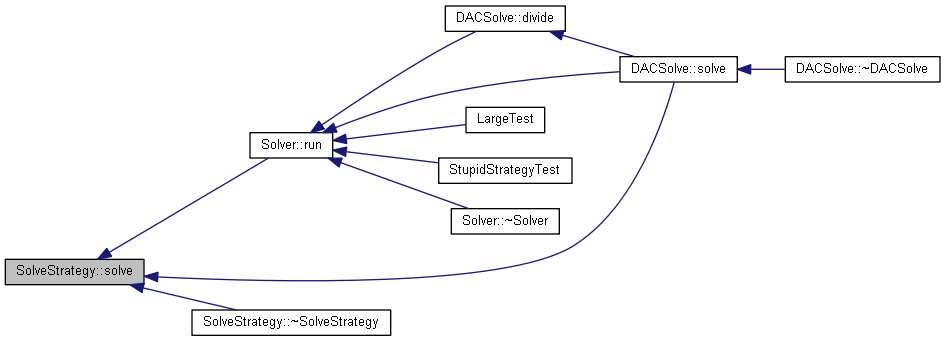 DACSolve::divide
DACSolve::solve
DACSolve::~DACSolve
LargeTest
Solver::run
StupidStrategyTest
Solver::~Solver
SolveStrategy::solve
SolveStrategy::~SolveStrategy